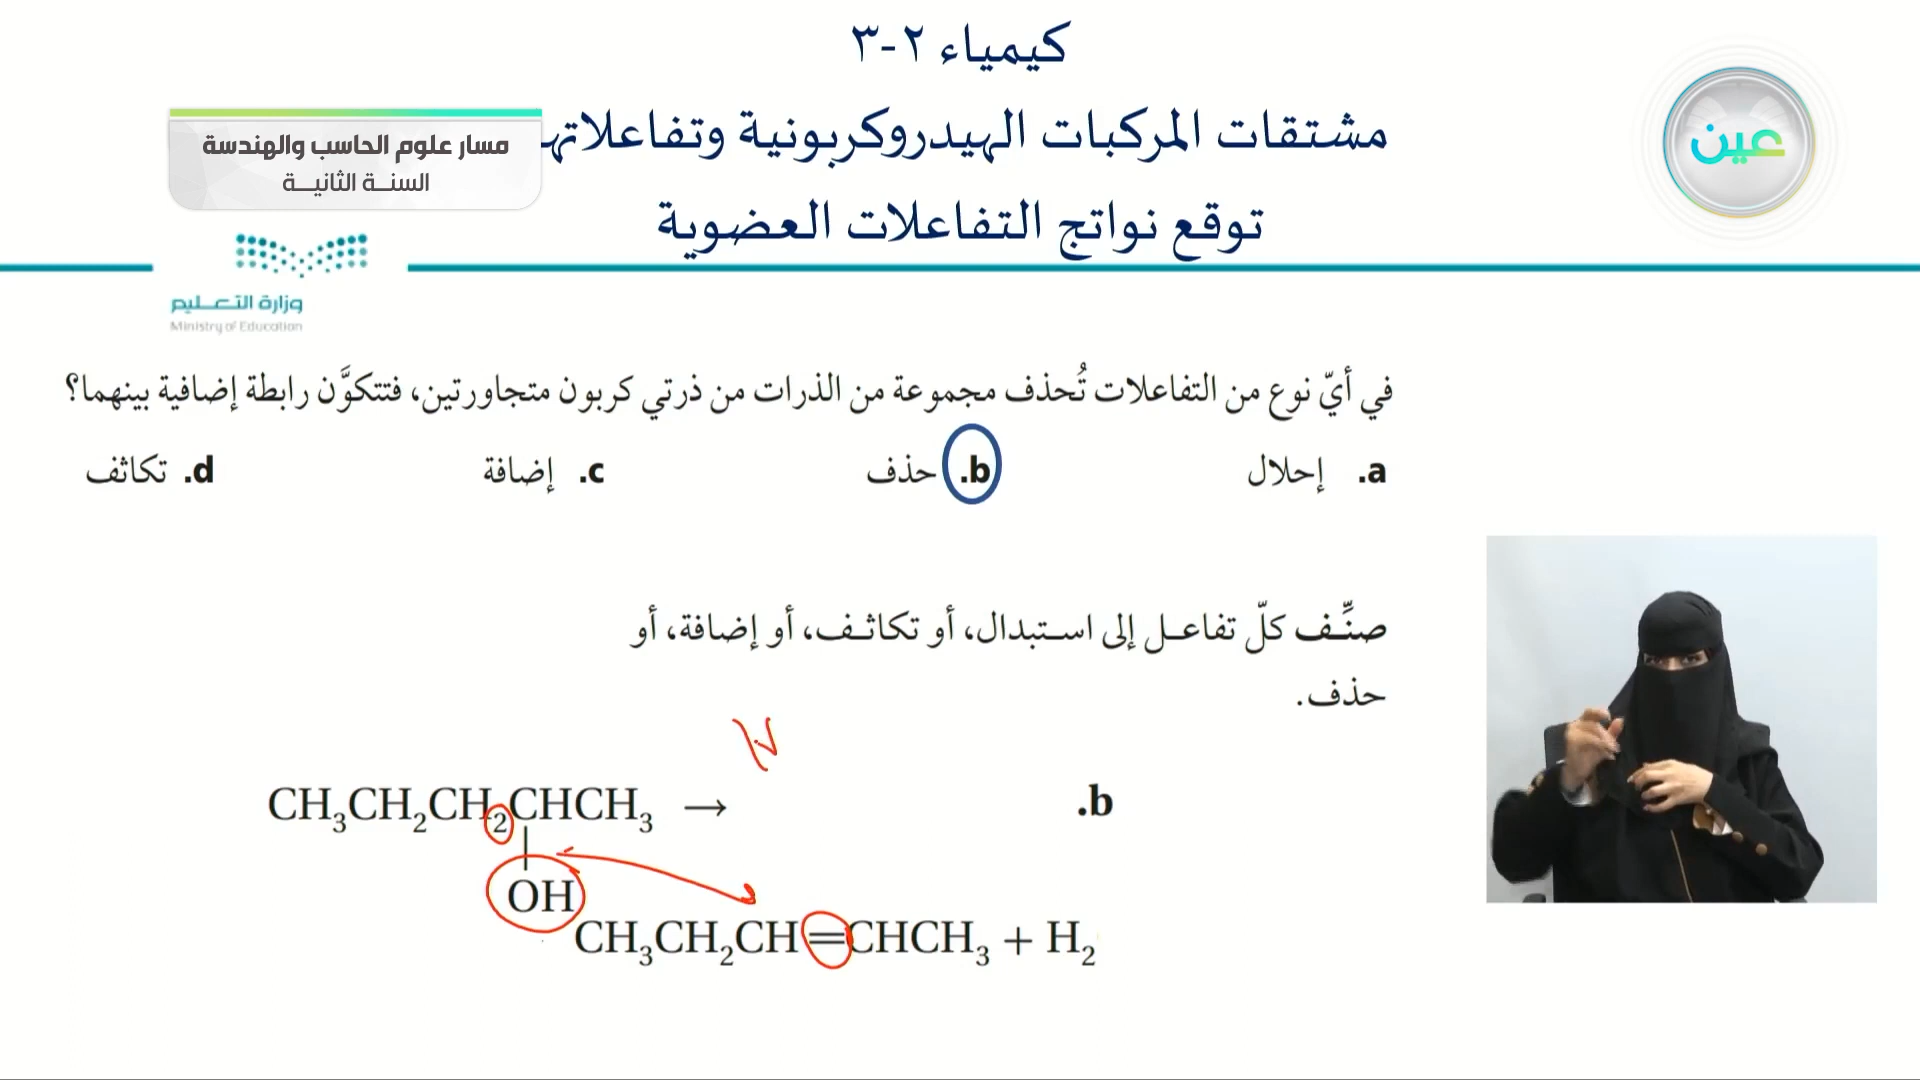 كيمياء ٢-٣
مشتقات المركبات الهيدروكربونية وتفاعلاتها
توقع نواتج التفاعلات العضوية
عين
مسار علوم الحاسب والهندسة
السنة الثانية
وزارة التعليم
Ministry of Education
في أيّ نوع من التفاعلات تُحذف مجموعة من الذرات من ذرتي كربون متجاورتين، فتتكوَّن رابطة إضافية بينهما؟
a. إحلال b. حذف c. إضافة d. تكاثف
صنِّف كلّ تفاعل إلى استبدال، أو تكاثف، أو إضافة، أو
حذف.
b. CH₃CH₂CH₂CHCH₃ →
OH
CH₃CH₂CH=CHCH₃ + H₂